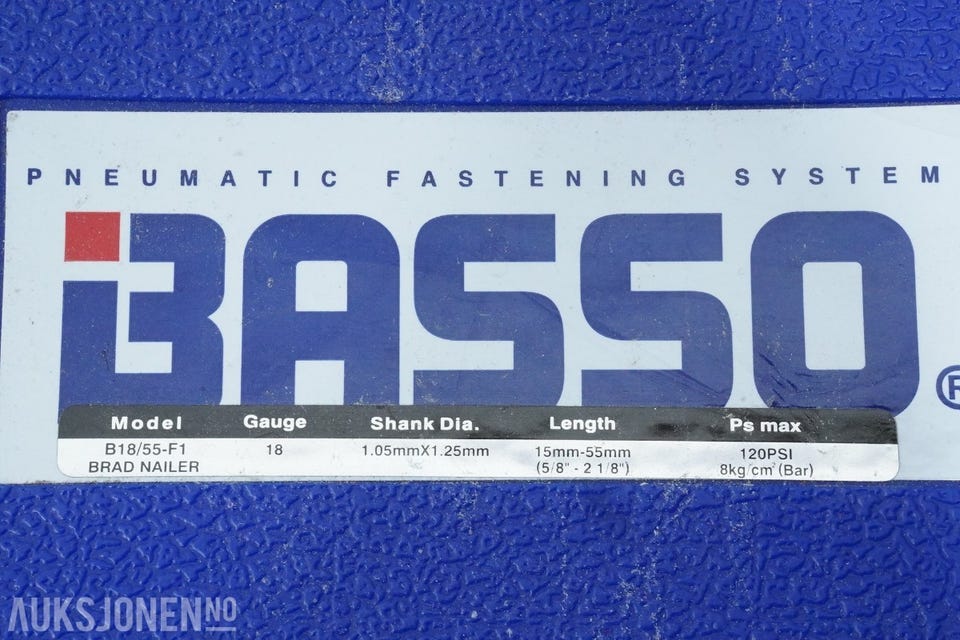 PNEUMATIC FASTENING SYSTEM
BASSO®
Model Gauge Shank Dia. Length Ps max
B18/55-F1 18 1.05mmX1.25mm 15mm-55mm 120PSI
BRAD NAILER (5/8" - 2 1/8") 8kg/cm² (Bar)
AUKSJONEN.NO